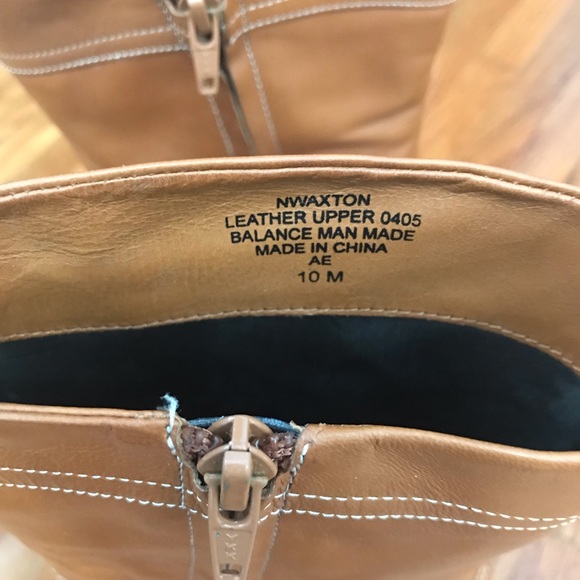 NWAXTON
LEATHER UPPER 0405
BALANCE MAN MADE
MADE IN CHINA
AE
10 M